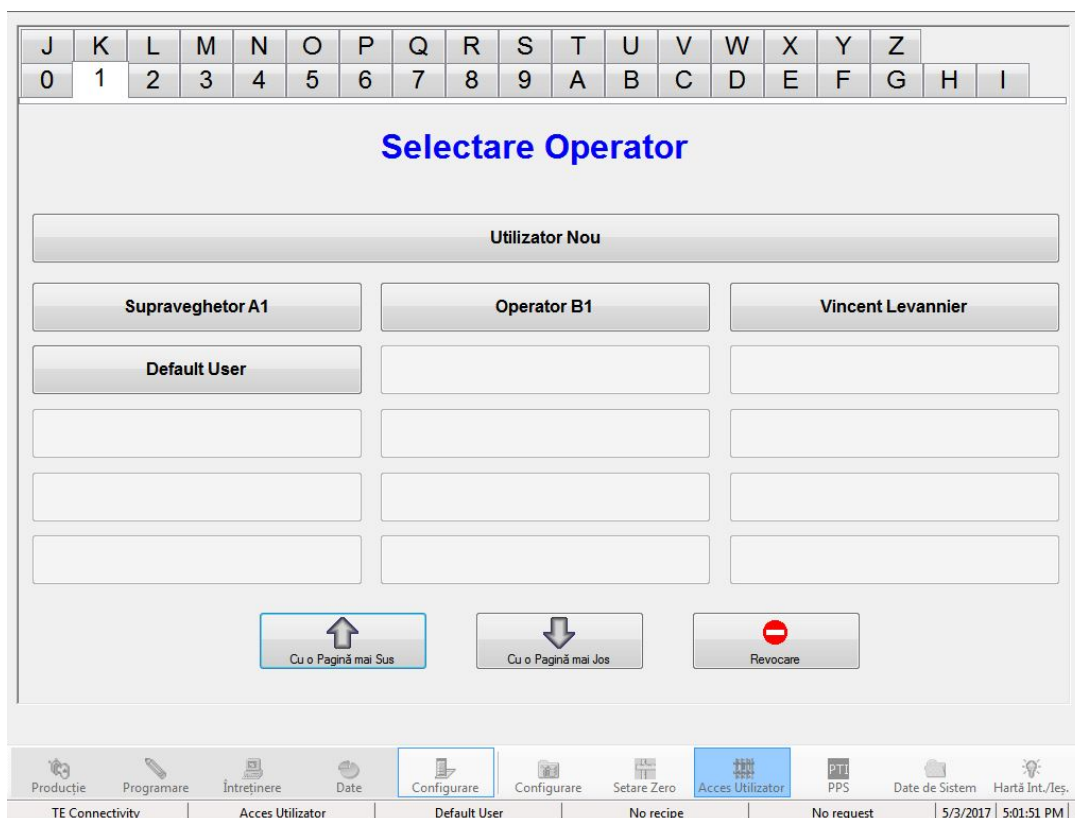 J K L M N O P Q R S T U V W X Y Z
0 1 2 3 4 5 6 7 8 9 A B C D E F G H I
Selectare Operator
Utilizator Nou
Supraveghetor A1 Operator B1 Vincent Levannier
Default User
Cu o Pagină mai Sus Cu o Pagină mai Jos Revocare
PTI
Producție Programare Întreținere Date Configurare Configurare Setare Zero Acces Utilizator PPS Date de Sistem Hartă Int./Ieș.
TE Connectivity Acces Utilizator Default User No recipe No request 5/3/2017 5:01:51 PM